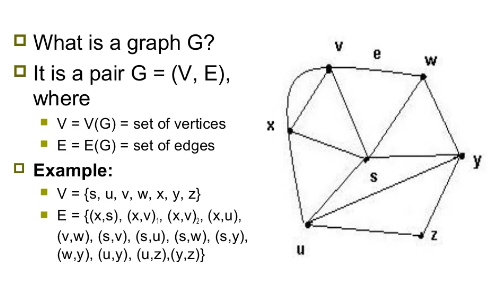 What is a graph G?
It is a pair G = (V, E),
where
V = V(G) = set of vertices
E = E(G) = set of edges
Example:
V = {s, u, v, w, x, y, z}
E = {(x,s), (x,v)₁, (x,v)₂, (x,u),
(v,w), (s,v), (s,u), (s,w), (s,y),
(w,y), (u,y), (u,z),(y,z)}
v
e
w
x
y
s
z
u